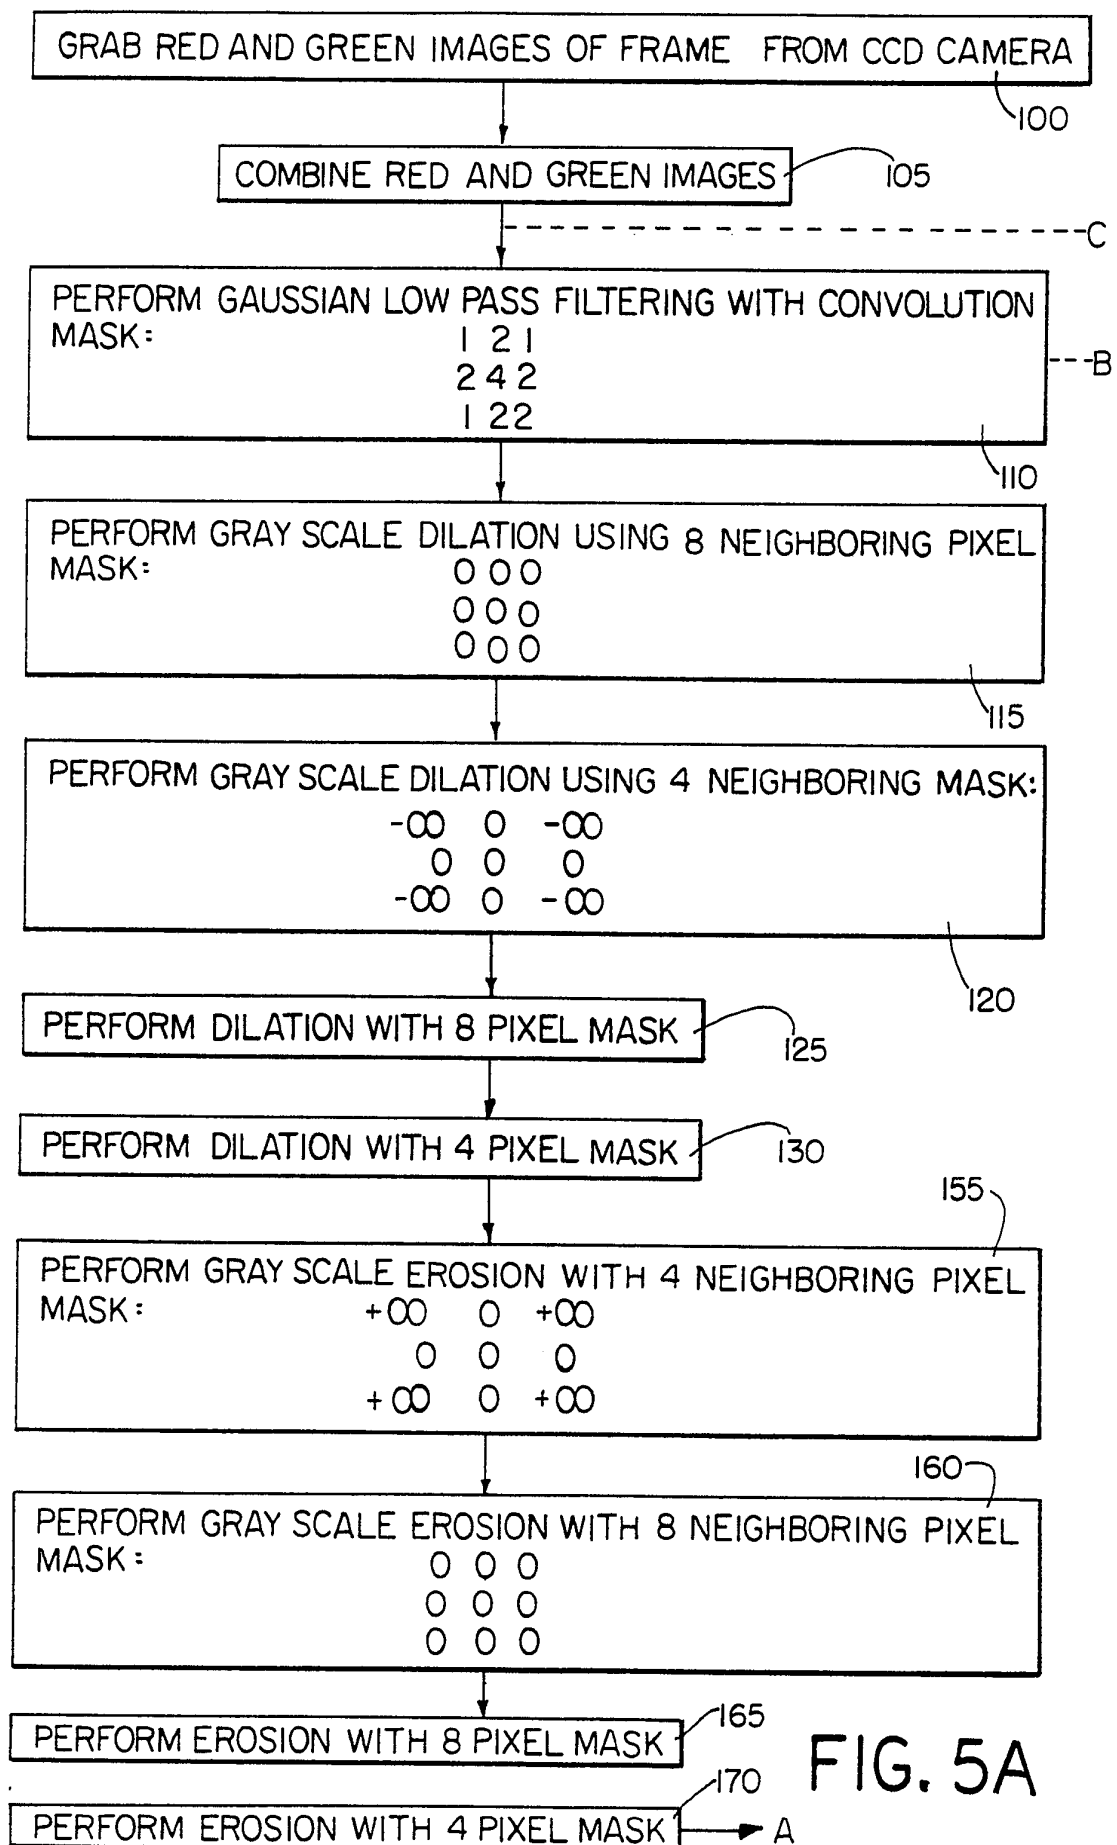 GRAB RED AND GREEN IMAGES OF FRAME FROM CCD CAMERA
100
COMBINE RED AND GREEN IMAGES
105
C
PERFORM GAUSSIAN LOW PASS FILTERING WITH CONVOLUTION
MASK:
1 2 1
2 4 2
1 2 2
B
110
PERFORM GRAY SCALE DILATION USING 8 NEIGHBORING PIXEL
MASK:
0 0 0
0 0 0
0 0 0
115
PERFORM GRAY SCALE DILATION USING 4 NEIGHBORING MASK:
-∞ 0 -∞
0 0 0
-∞ 0 -∞
120
PERFORM DILATION WITH 8 PIXEL MASK
125
PERFORM DILATION WITH 4 PIXEL MASK
130
155
PERFORM GRAY SCALE EROSION WITH 4 NEIGHBORING PIXEL
MASK:
+∞ 0 +∞
0 0 0
+∞ 0 +∞
160
PERFORM GRAY SCALE EROSION WITH 8 NEIGHBORING PIXEL
MASK:
0 0 0
0 0 0
0 0 0
165
PERFORM EROSION WITH 8 PIXEL MASK
FIG. 5A
170
PERFORM EROSION WITH 4 PIXEL MASK
A